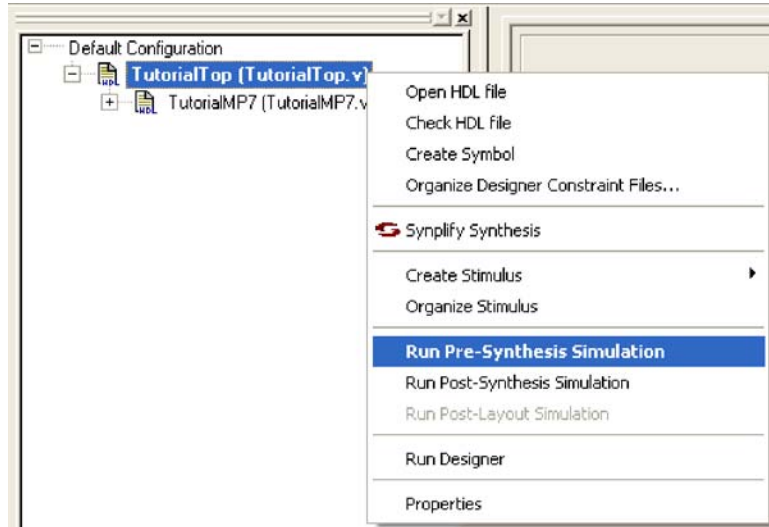 Default Configuration
TutorialTop (TutorialTop.v)
TutorialMP7 (TutorialMP7.v
Open HDL file
Check HDL file
Create Symbol
Organize Designer Constraint Files...
Synplify Synthesis
Create Stimulus
Organize Stimulus
Run Pre-Synthesis Simulation
Run Post-Synthesis Simulation
Run Post-Layout Simulation
Run Designer
Properties